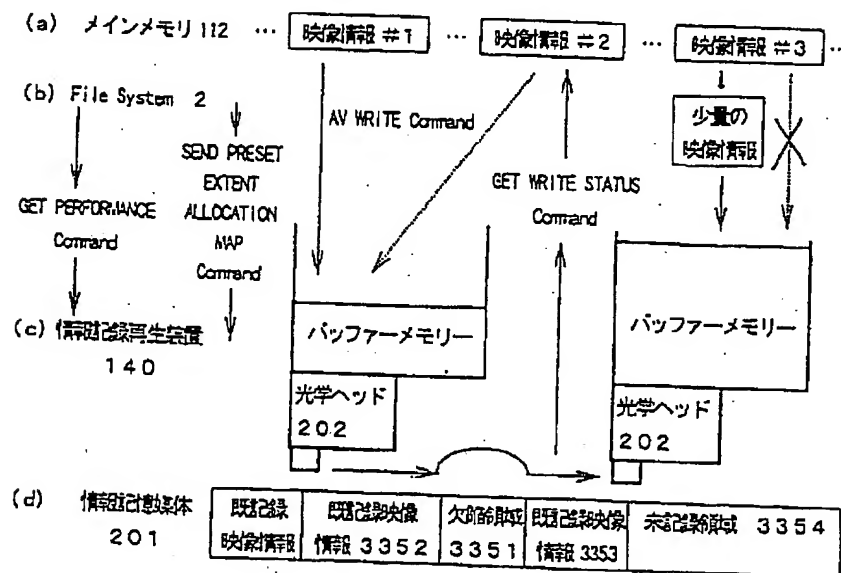 (a) メインメモリ 112 … 映像情報 #1 … 映像情報 #2 … 映像情報 #3 …
(b) File System 2
AV WRITE Command
少量の
映像情報
SEND PRESET
EXTENT
ALLOCATION
MAP
Command
GET PERFORMANCE
Command
GET WRITE STATUS
Command
(c) 情報記録再生装置
140
バッファーメモリー
バッファーメモリー
光学ヘッド
202
光学ヘッド
202
(d) 情報記憶媒体
201
既記録
映像情報
既記録映像
情報 3352
欠陥領域
3351
既記録映像
情報 3353
未記録領域 3354